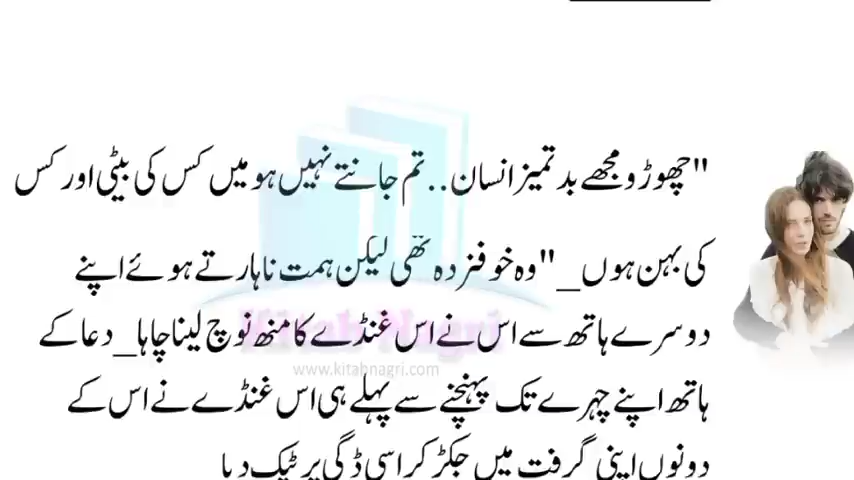 "چھوڑو مجھے بدتمیز انسان.. تم جانتے نہیں ہو میں کس کی بیٹی اور کس
کی بہن ہوں_" وہ خوفزدہ تھی لیکن ہمت نا ہارتے ہوئے اپنے
دوسرے ہاتھ سے اس نے اس غنڈے کا منھ نوچ لینا چاہا_ دعا کے
ہاتھ اپنے چہرے تک پہنچنے سے پہلے ہی اس غنڈے نے اس کے
دونوں اپنی گرفت میں جکڑ کر اسی ڈگی پر ٹیک دیا
Kitab Nagri
www.kitabnagri.com